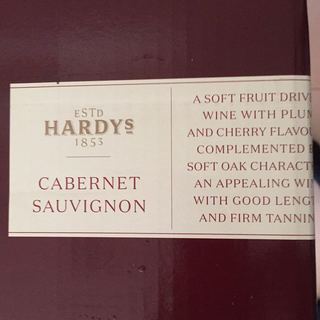 ESTD
HARDYS
1853
CABERNET
SAUVIGNON
A SOFT FRUIT
WINE WITH
AND CHERRY
COMPLEMENTED
SOFT OAK
AN APPEALING
WITH GOOD
AND FIRM